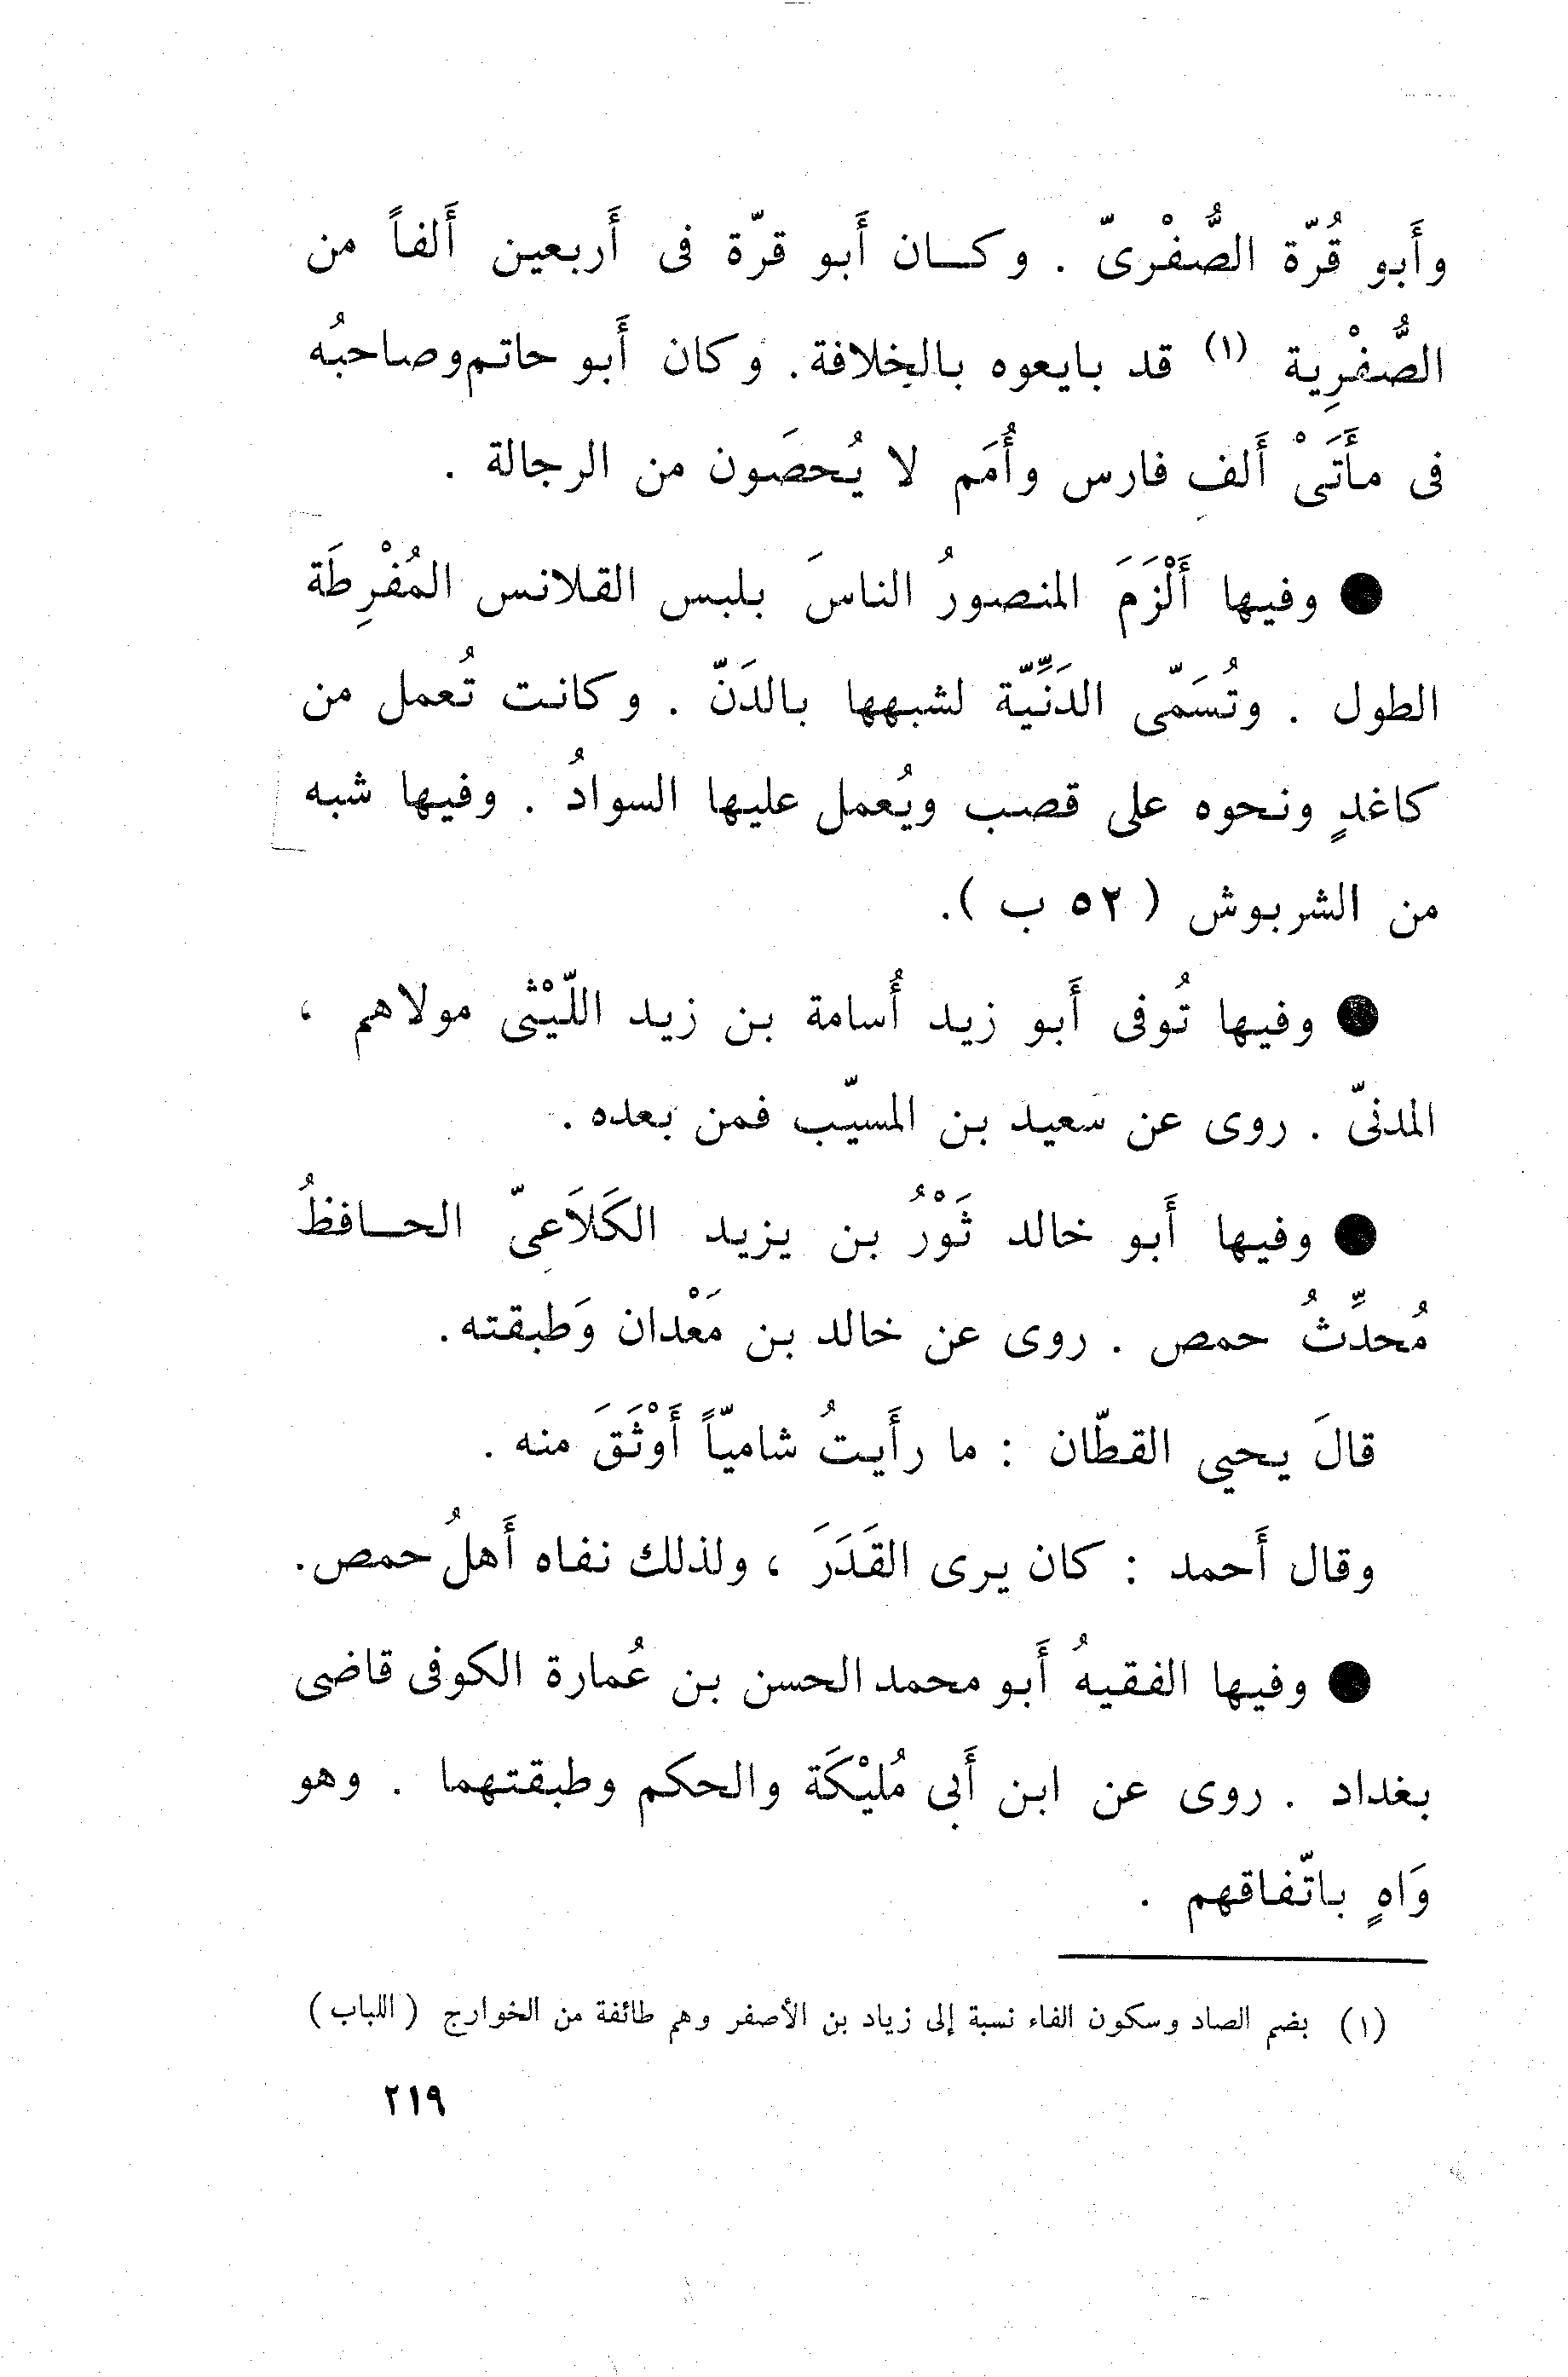 وأَبو قُرّة الصُّفْرىّ . وكــان أَبو قرّة فى أَربعين أَلفاً من
الصُّفْرِية (١) قد بايعوه بالخِلافة. وكان أَبو حاتم وصاحبُه
فى مأَتَىْ أَلفِ فارس وأُمَم لا يُحصَون من الرجالة .
● وفيها أَلْزَمَ المنصورُ الناسَ بلبس القلانس المُفْرِطَة
الطول . وتُسَمّى الدَنِّيّة لشبهها بالدَنّ . وكانت تُعمل من
كاغدٍ ونحوه على قصب ويُعمل عليها السوادُ . وفيها شبه
من الشربوش ( ٥٢ ب ).
● وفيها تُوفى أَبو زيد أُسامة بن زيد اللّيْثى مولاهم ،
المدنىّ . روى عن سعيد بن المسيّب فمن بعده .
● وفيها أَبو خالد ثَوْرُ بن يزيد الكَلَاَعىّ الحــافظُ
مُحدِّثُ حمص . روى عن خالد بن مَعْدان وَطبقته.
قالَ يحيي القطّان : ما رأَيتُ شاميّاً أَوْثَقَ منه .
وقال أَحمد : كان يرى القَدَرَ ، ولذلك نفاه أَهلُ حمص.
● وفيها الفقيهُ أَبو محمد الحسن بن عُمارة الكوفى قاضى
بغداد . روى عن ابن أَبى مُليْكَة والحكم وطبقتهما . وهو
وَاهٍ باتّفاقهم .
(١) بضم الصاد وسكون الفاء نسبة إلى زياد بن الأصفر وهم طائفة من الخوارج ( اللباب )
٢١٩